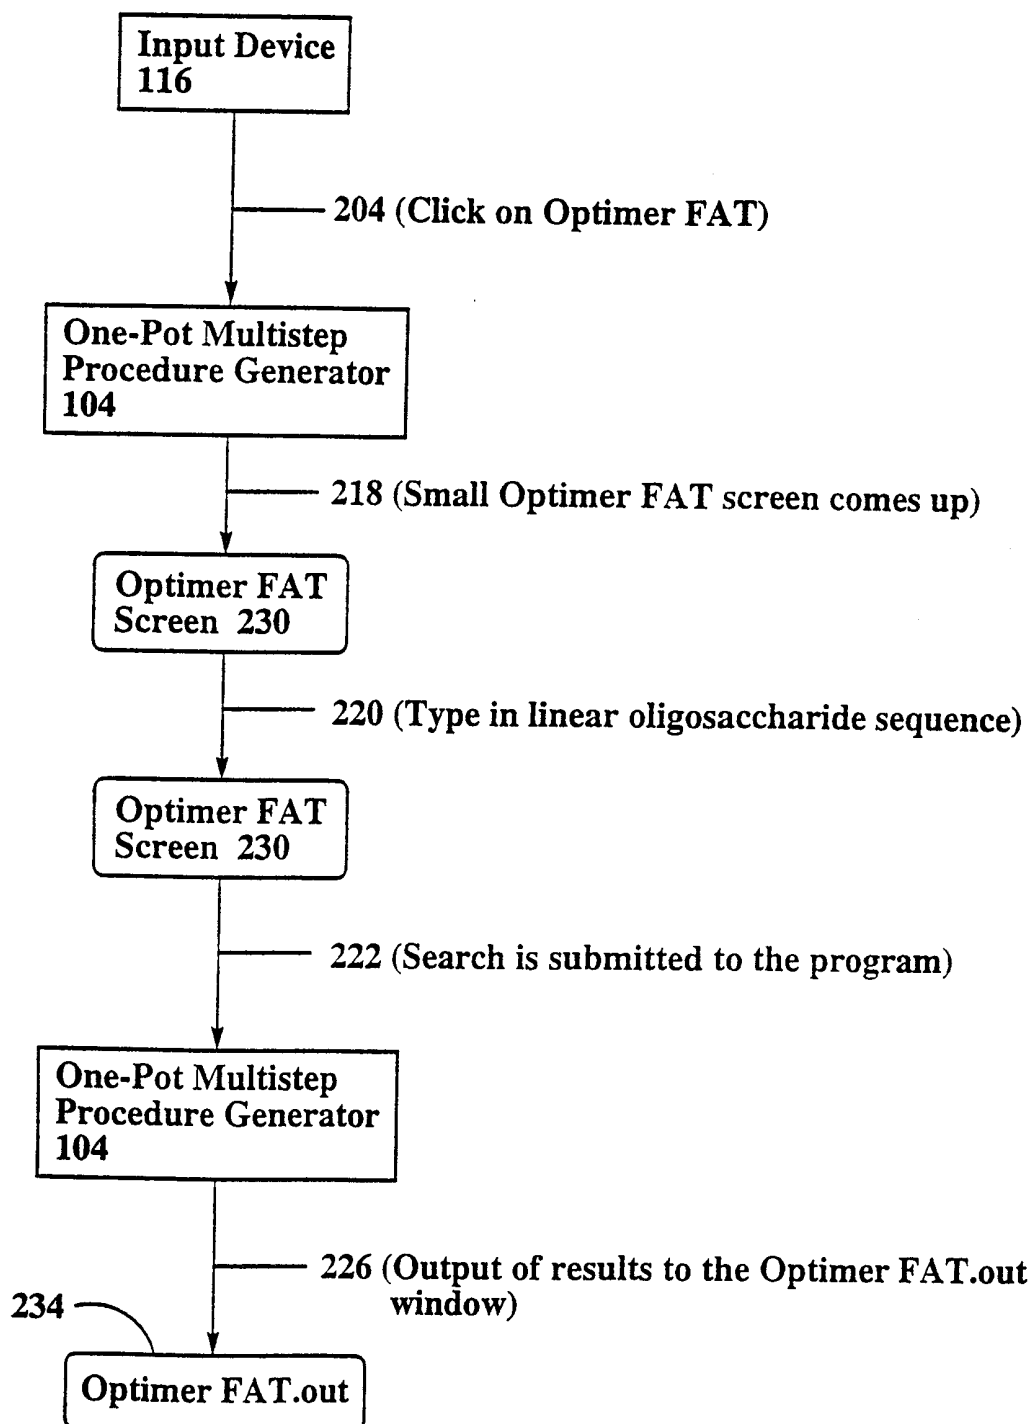 Input Device
116
204 (Click on Optimer FAT)
One-Pot Multistep
Procedure Generator
104
218 (Small Optimer FAT screen comes up)
Optimer FAT
Screen 230
220 (Type in linear oligosaccharide sequence)
Optimer FAT
Screen 230
222 (Search is submitted to the program)
One-Pot Multistep
Procedure Generator
104
226 (Output of results to the Optimer FAT.out
window)
234
Optimer FAT.out